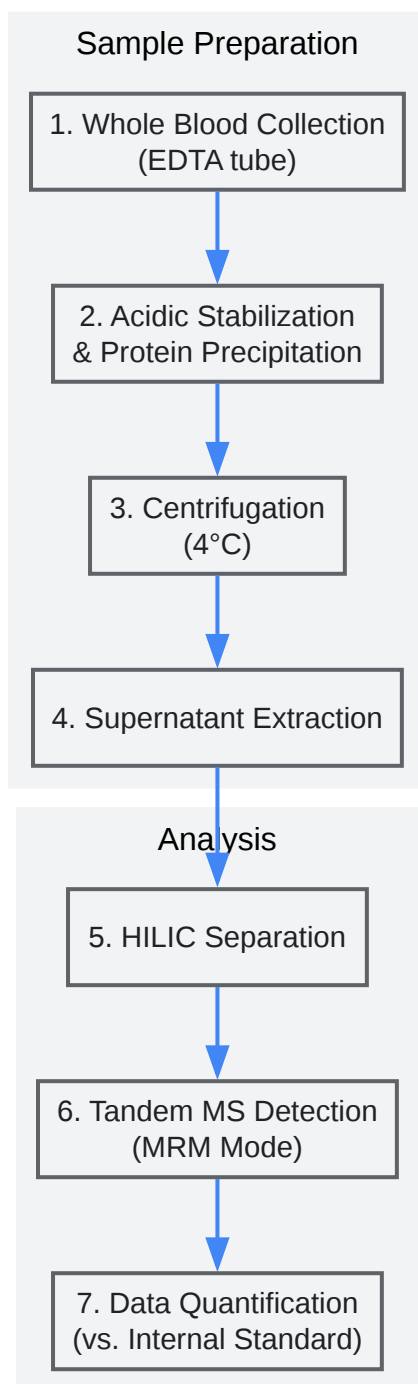 Sample Preparation
1. Whole Blood Collection
(EDTA tube)
2. Acidic Stabilization
& Protein Precipitation
3. Centrifugation
(4°C)
4. Supernatant Extraction
Analysis
5. HILIC Separation
6. Tandem MS Detection
(MRM Mode)
7. Data Quantification
(vs. Internal Standard)